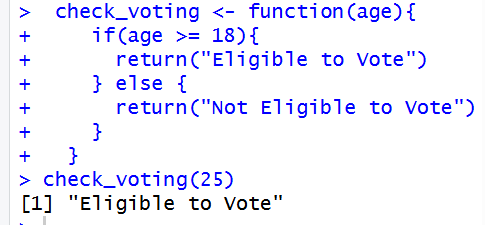 >  check_voting <- function(age){
+     if(age >= 18){
+       return("Eligible to Vote")
+     } else {
+       return("Not Eligible to Vote")
+     }
+   }
> check_voting(25)
[1] "Eligible to Vote"
>